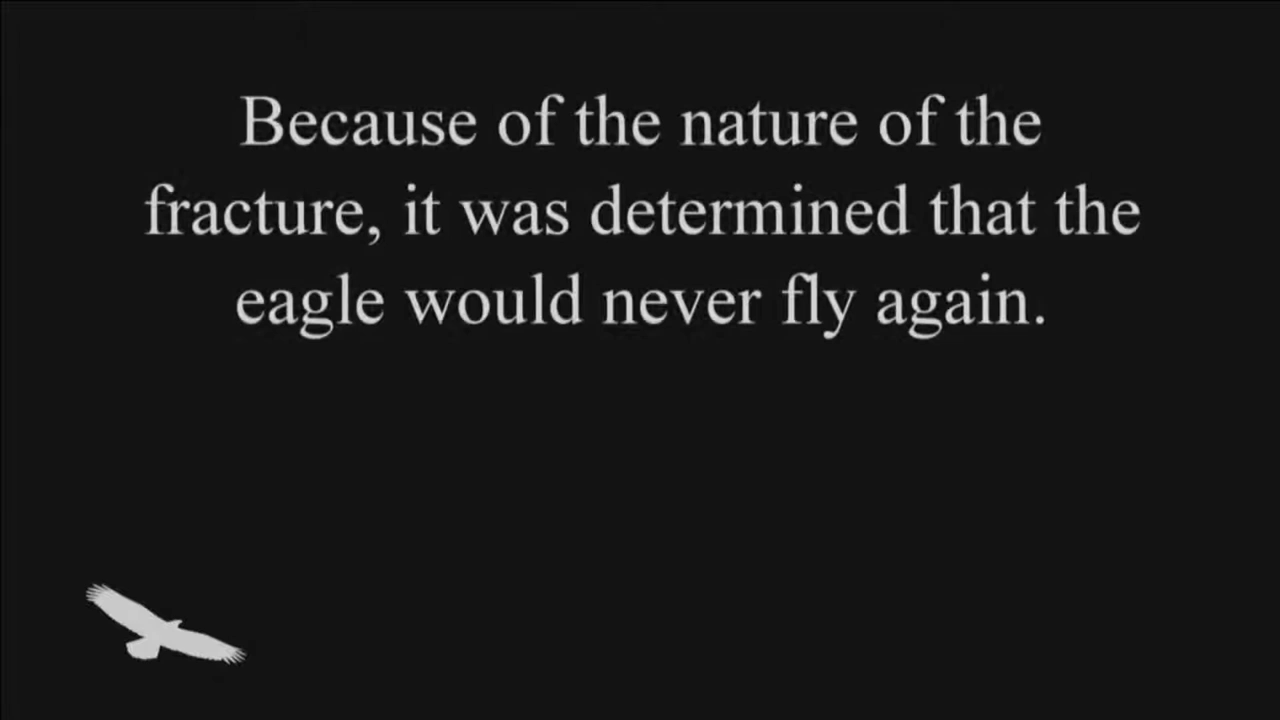 Because of the nature of the
fracture, it was determined that the
eagle would never fly again.